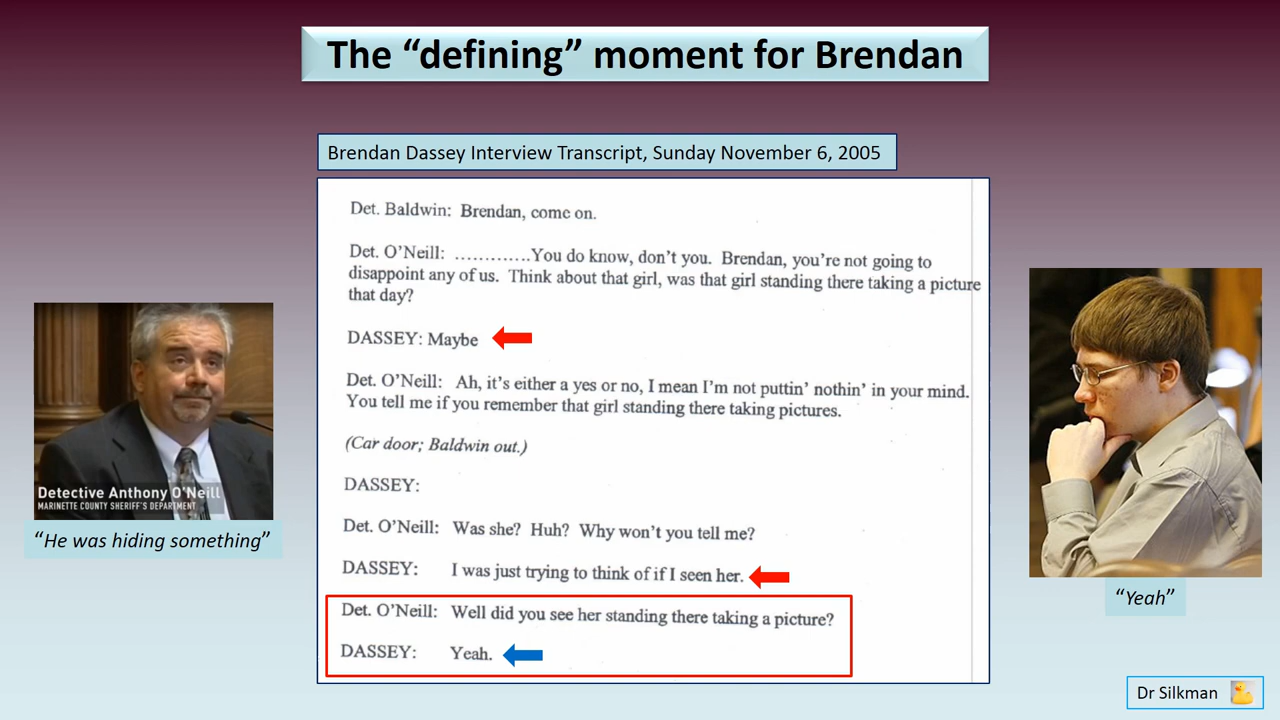 The “defining” moment for Brendan
Brendan Dassey Interview Transcript, Sunday November 6, 2005
Det. Baldwin: Brendan, come on.
Det. O’Neill: .............You do know, don’t you. Brendan, you’re not going to
disappoint any of us. Think about that girl, was that girl standing there taking a picture
that day?
DASSEY: Maybe
Det. O’Neill: Ah, it’s either a yes or no, I mean I’m not puttin’ nothin’ in your mind.
You tell me if you remember that girl standing there taking pictures.
(Car door; Baldwin out.)
DASSEY:
Det. O’Neill: Was she? Huh? Why won’t you tell me?
DASSEY: I was just trying to think of if I seen her.
Det. O’Neill: Well did you see her standing there taking a picture?
DASSEY: Yeah.
Detective Anthony O’Neill
MARINETTE COUNTY SHERIFF’S DEPARTMENT
“He was hiding something”
“Yeah”
Dr Silkman